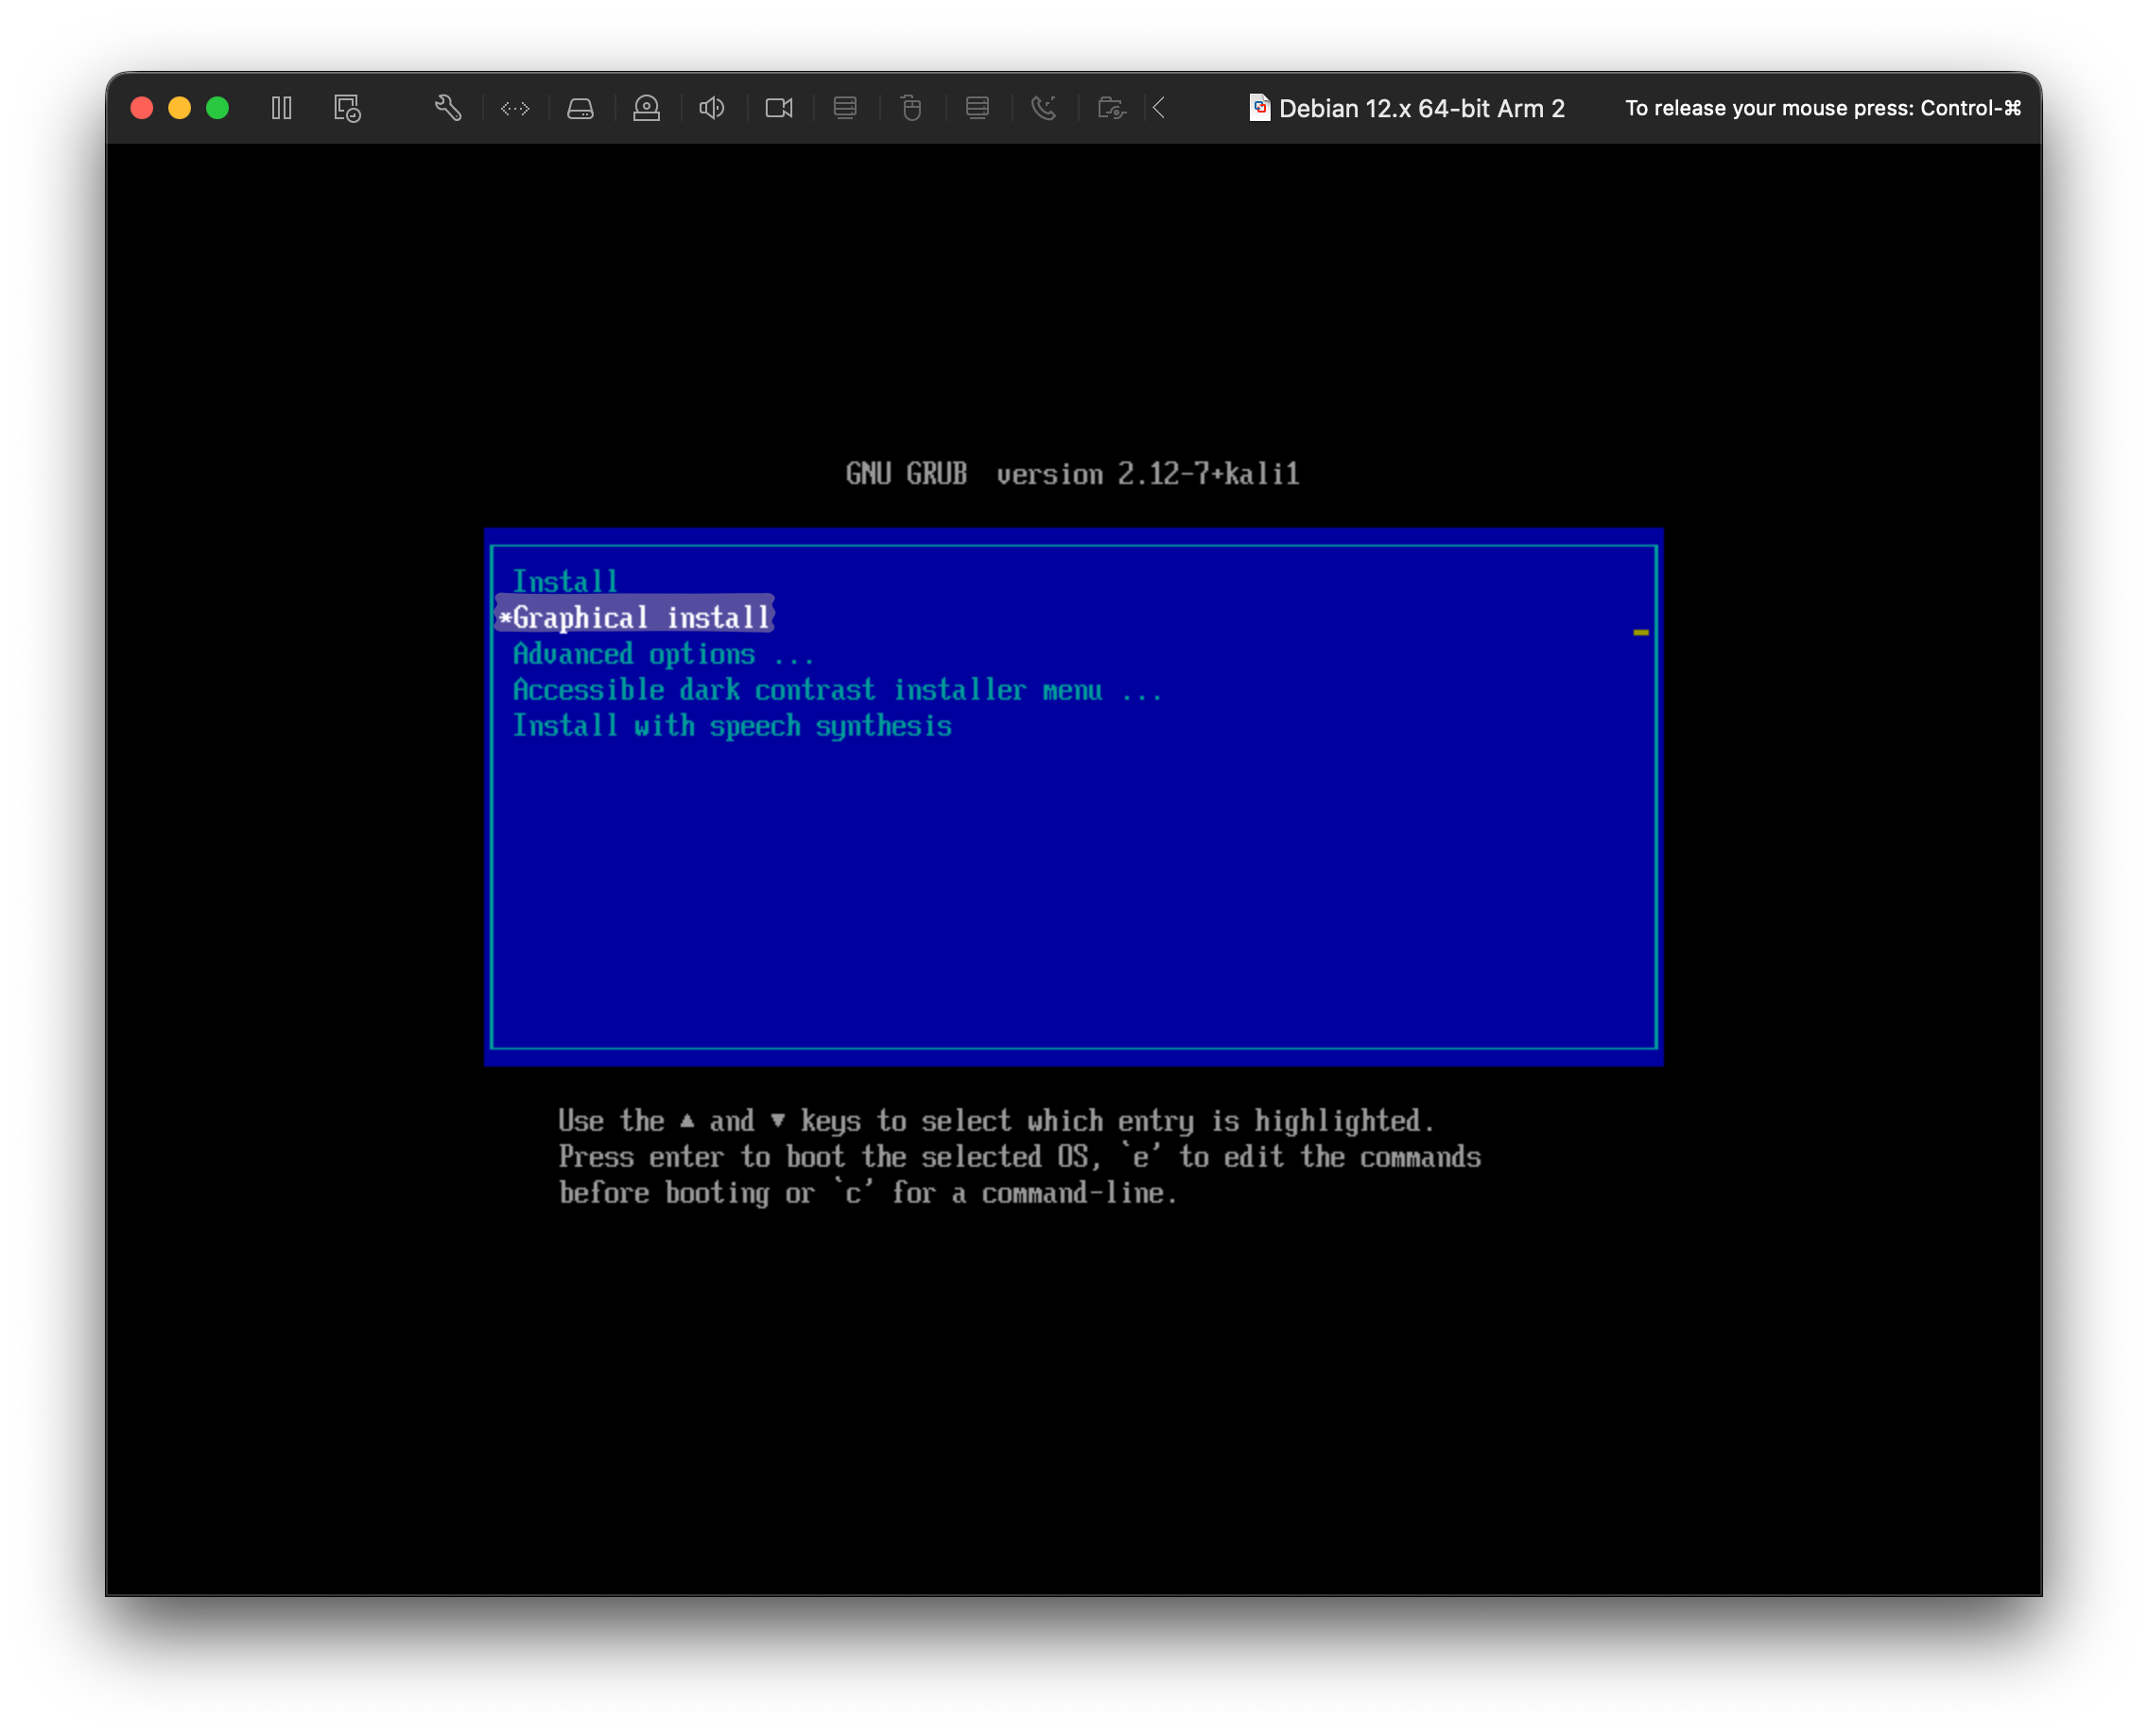 Debian 12.x 64-bit Arm 2
To release your mouse press: Control-⌘
GNU GRUB version 2.12-7+kali1
Install
*Graphical install
Advanced options ...
Accessible dark contrast installer menu ...
Install with speech synthesis
Use the ▲ and ▼ keys to select which entry is highlighted.
Press enter to boot the selected OS, `e' to edit the commands
before booting or `c' for a command-line.